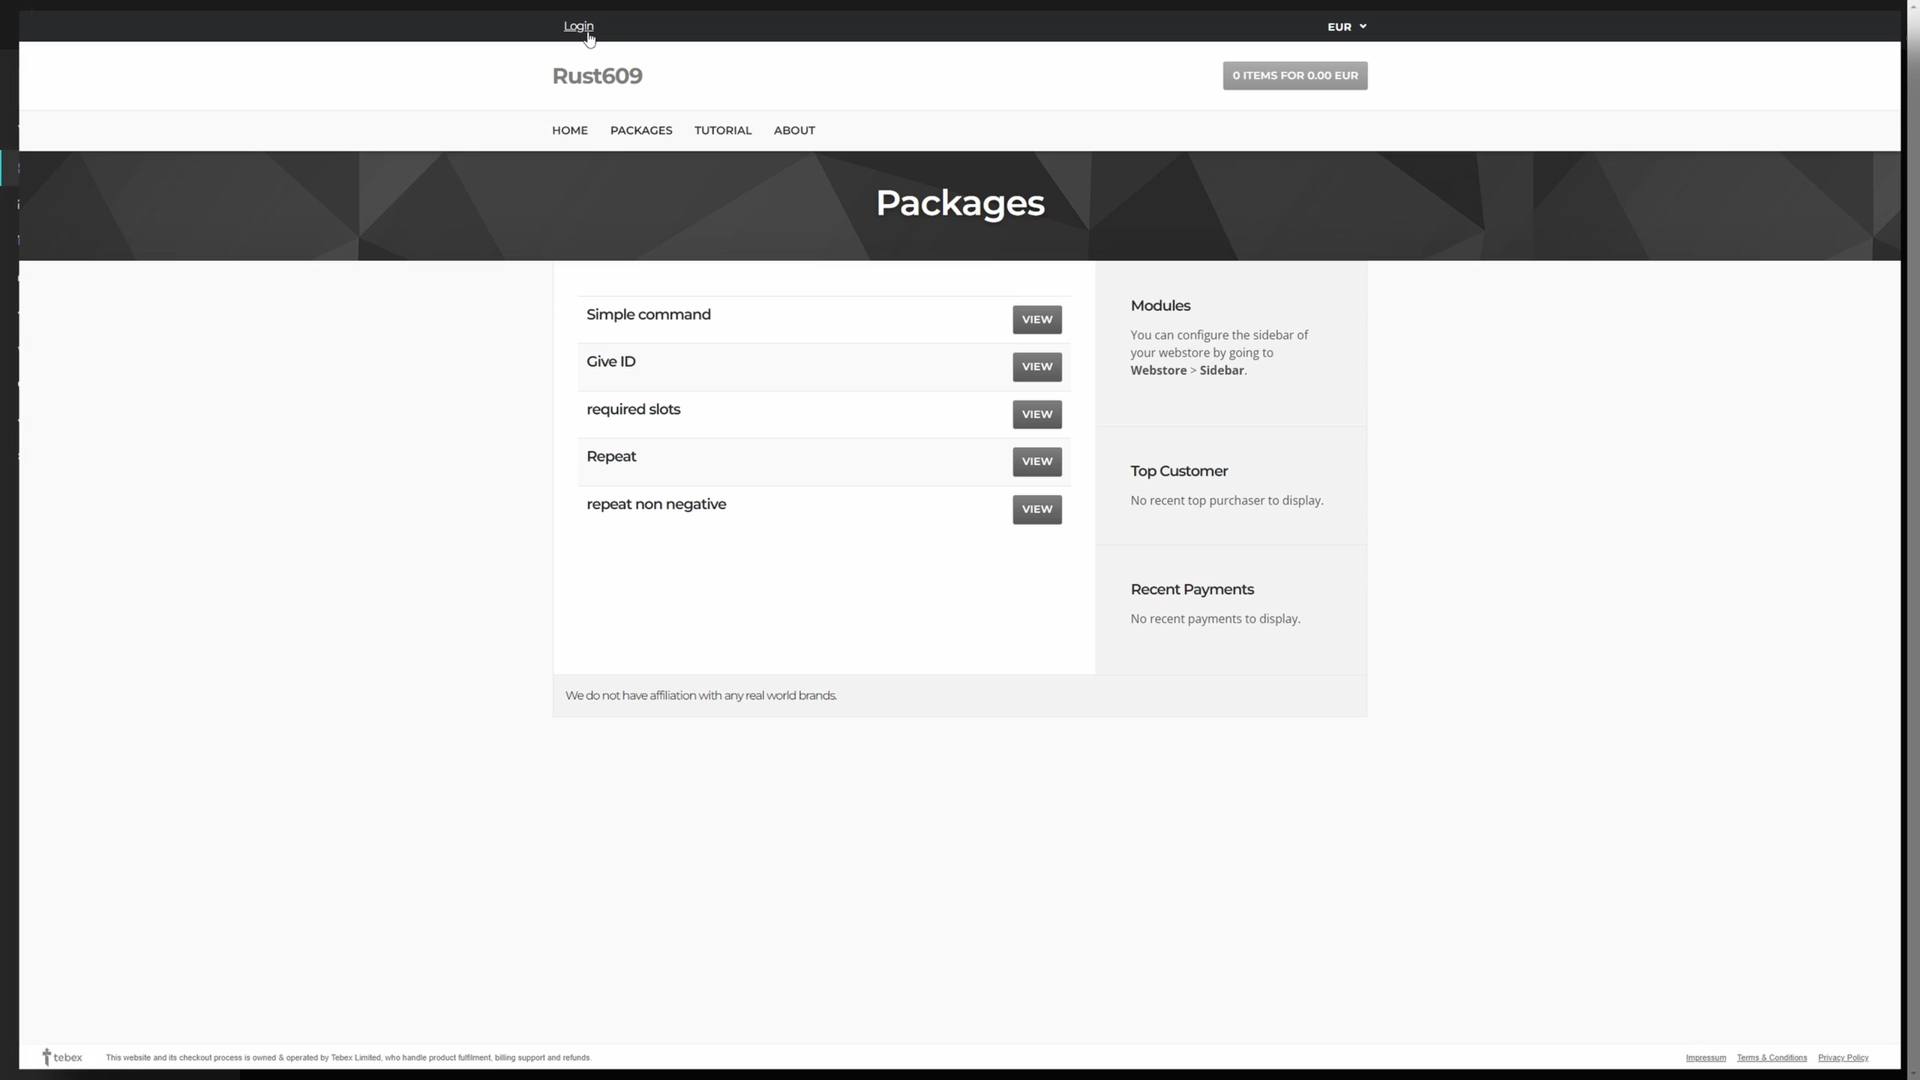 Login
EUR
Rust609
0 ITEMS FOR 0.00 EUR
HOME PACKAGES TUTORIAL ABOUT
Packages
Simple command
VIEW
Give ID
VIEW
required slots
VIEW
Repeat
VIEW
repeat non negative
VIEW
Modules
You can configure the sidebar of
your webstore by going to
Webstore > Sidebar.
Top Customer
No recent top purchaser to display.
Recent Payments
No recent payments to display.
We do not have affiliation with any real world brands.
tebex
This website and its checkout process is owned & operated by Tebex Limited, who handle product fulfilment, billing support and refunds.
Impressum Terms & Conditions Privacy Policy